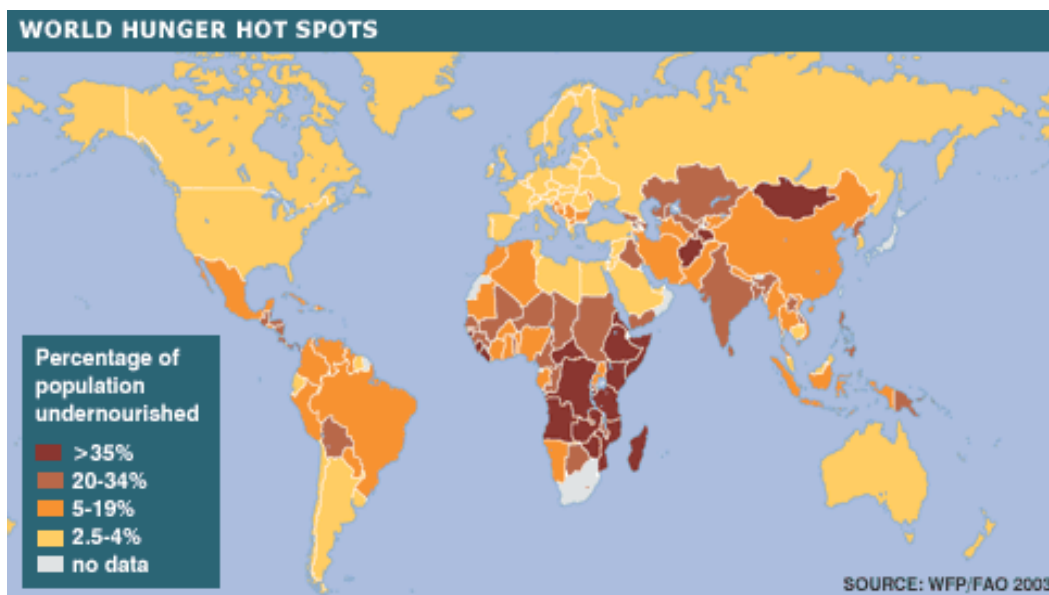 WORLD HUNGER HOT SPOTS
Percentage of
population
undernourished
>35%
20-34%
5-19%
2.5-4%
no data
SOURCE: WFP/FAO 2003